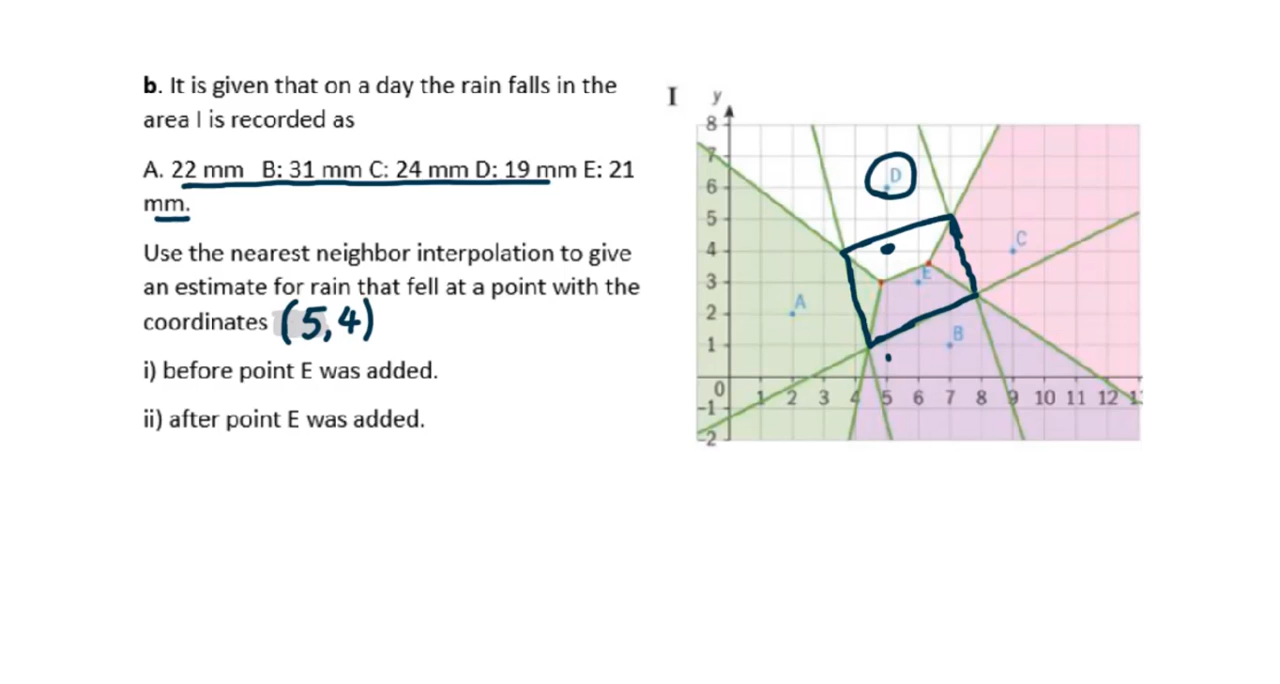 b. It is given that on a day the rain falls in the
area I is recorded as
A. 22 mm B: 31 mm C: 24 mm D: 19 mm E: 21
mm.
Use the nearest neighbor interpolation to give
an estimate for rain that fell at a point with the
coordinates (5,4)
i) before point E was added.
ii) after point E was added.
I y
8
7
6 D
5
4 C
3 E
2 A
1 B
0 1 2 3 4 5 6 7 8 9 10 11 12 13
-1
-2